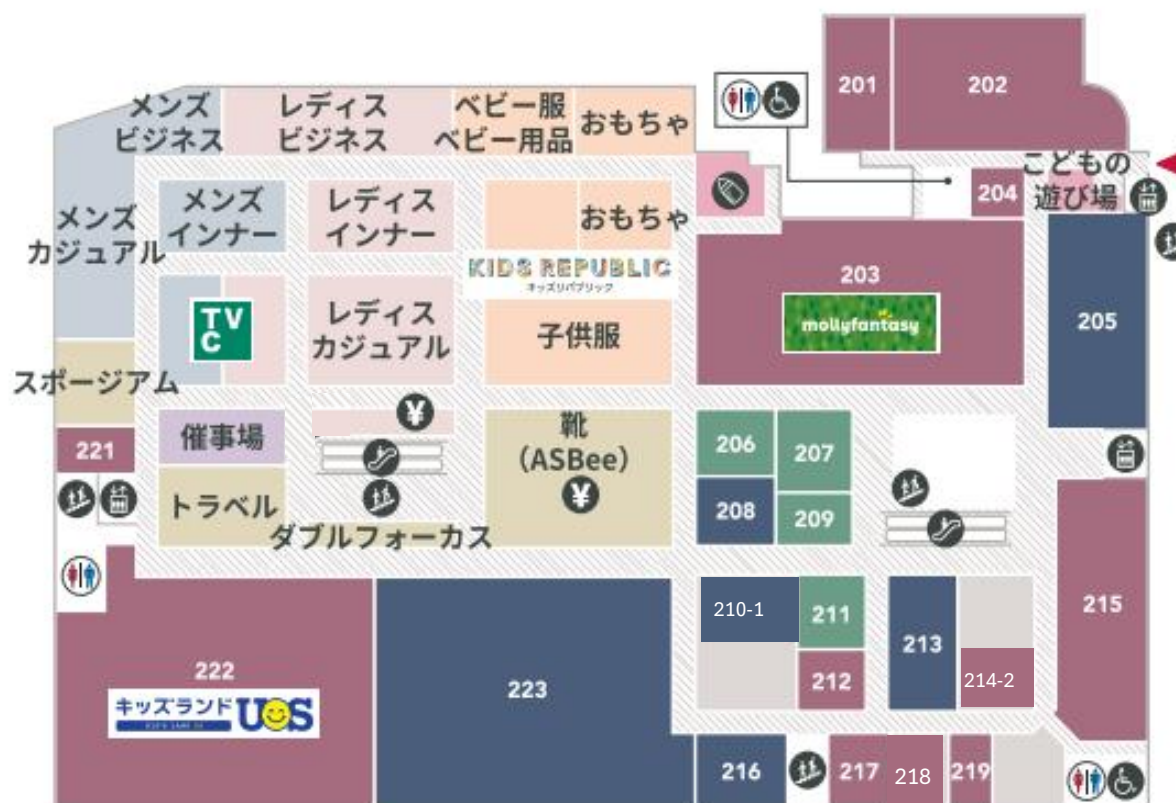 201
202
メンズ
ビジネス
レディス
ビジネス
ベビー服
ベビー用品
おもちゃ
こどもの
遊び場
204
メンズ
カジュアル
メンズ
インナー
レディス
インナー
おもちゃ
KIDS REPUBLIC
キッズリパブリック
203
mollyfantasy
205
TVC
レディス
カジュアル
子供服
スポージアム
221
催事場
¥
靴
(ASBee)
¥
206
207
トラベル
208
209
ダブルフォーカス
210-1
211
213
215
222
キッズランドUS
223
212
214-2
216
217
218
219